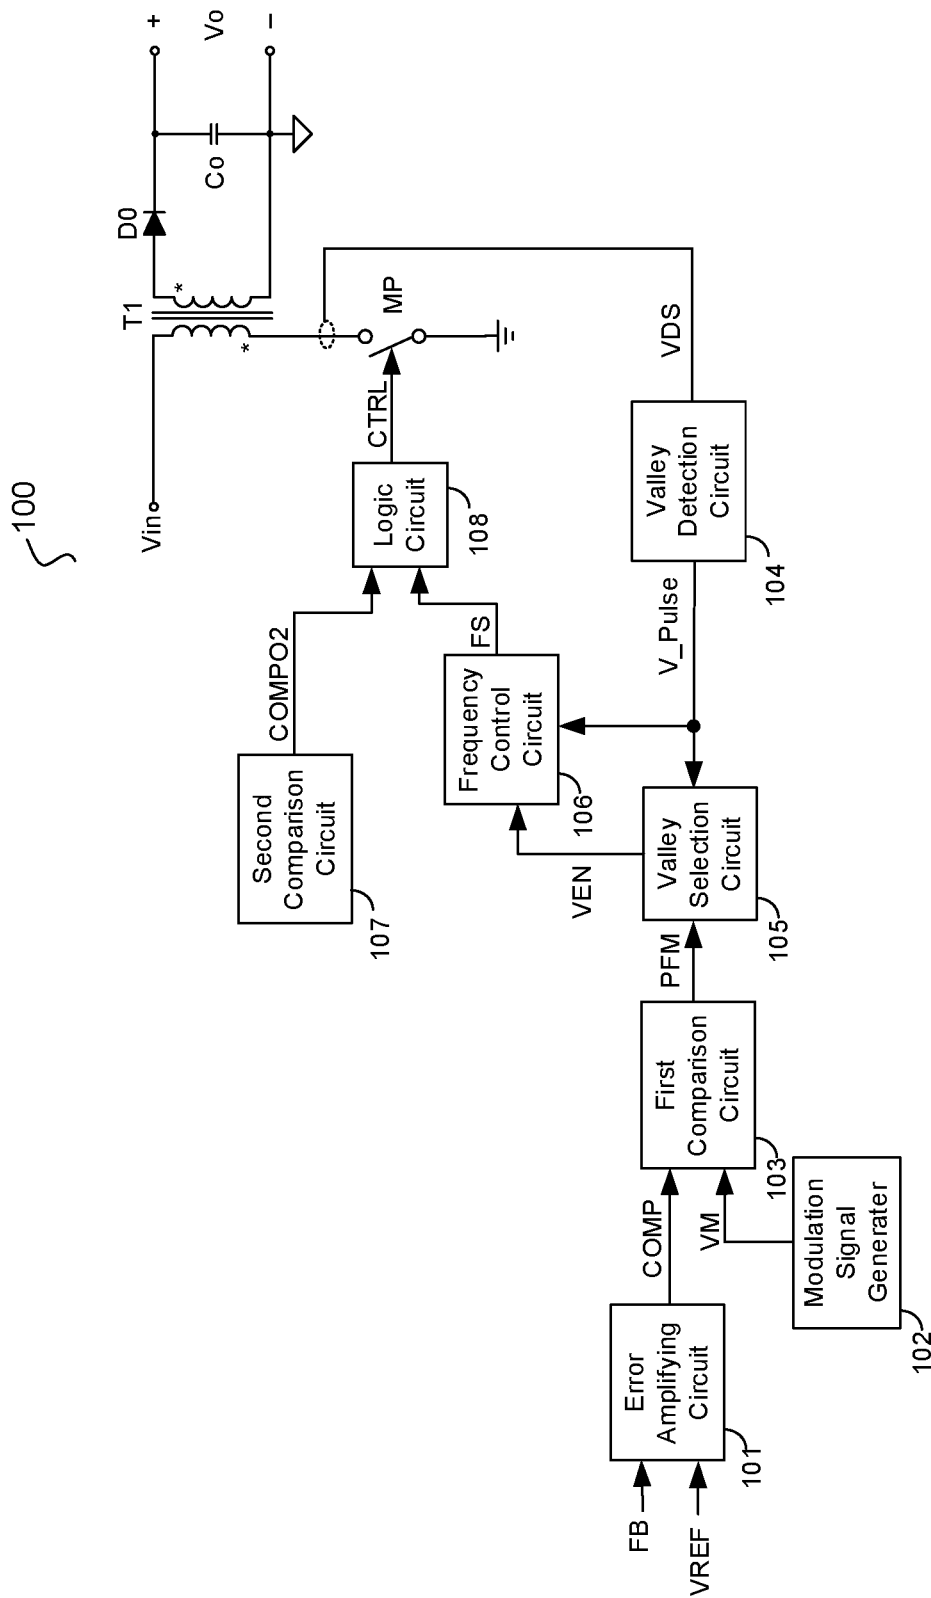 100
Vin
T1
*
*
D0
Co
+
Vo
−
MP
CTRL
Logic
Circuit
108
COMPO2
Second
Comparison
Circuit
107
FS
Frequency
Control
Circuit
106
VDS
Valley
Detection
Circuit
104
V_Pulse
VEN
Valley
Selection
Circuit
105
PFM
First
Comparison
Circuit
103
COMP
VM
Modulation
Signal
Generater
102
Error
Amplifying
Circuit
101
FB
VREF